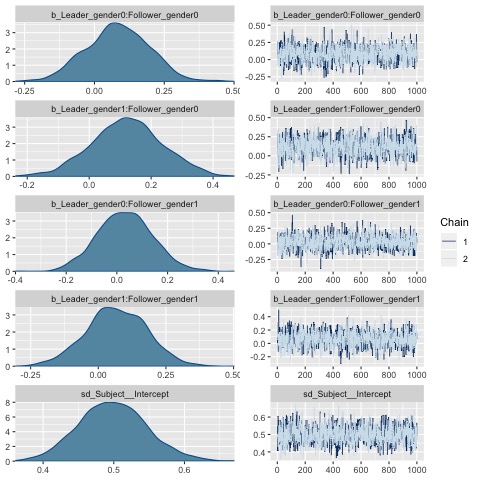 b_Leader_gender0:Follower_gender0
3
2
1
0
-0.25 0.00 0.25 0.50
b_Leader_gender0:Follower_gender0
0.50
0.25
0.00
-0.25
0 200 400 600 800 1000
b_Leader_gender1:Follower_gender0
3
2
1
0
-0.2 0.0 0.2 0.4
b_Leader_gender1:Follower_gender0
0.50
0.25
0.00
-0.25
0 200 400 600 800 1000
b_Leader_gender0:Follower_gender1
3
2
1
0
-0.4 -0.2 0.0 0.2 0.4
b_Leader_gender0:Follower_gender1
0.50
0.25
0.00
-0.25
0 200 400 600 800 1000
b_Leader_gender1:Follower_gender1
3
2
1
0
-0.25 0.00 0.25 0.50
b_Leader_gender1:Follower_gender1
0.4
0.2
0.0
-0.2
0 200 400 600 800 1000
sd_Subject__Intercept
8
6
4
2
0
0.4 0.5 0.6
sd_Subject__Intercept
0.6
0.5
0.4
0 200 400 600 800 1000
Chain
1
2